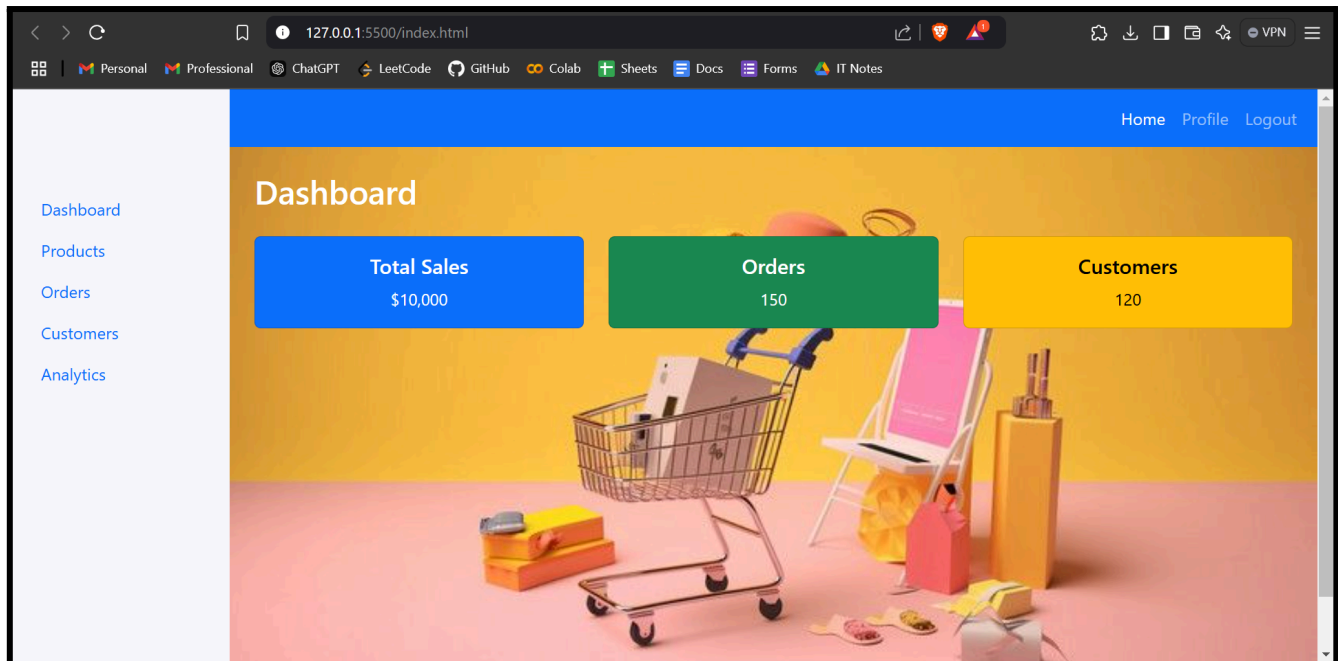 127.0.0.1:5500/index.html
VPN
Personal Professional ChatGPT LeetCode GitHub Colab Sheets Docs Forms IT Notes
Home Profile Logout
Dashboard
Products
Orders
Customers
Analytics
Dashboard
Total Sales
$10,000
Orders
150
Customers
120